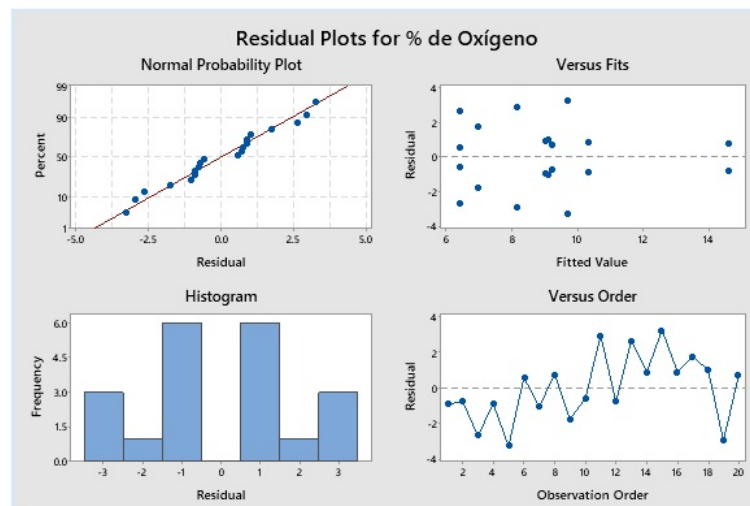 Residual Plots for % de Oxígeno
Normal Probability Plot
99
90
50
10
1
Percent
-5.0 -2.5 0.0 2.5 5.0
Residual
Versus Fits
4
2
0
-2
-4
Residual
6 8 10 12 14
Fitted Value
Histogram
6.0
4.5
3.0
1.5
0.0
Frequency
-3 -2 -1 0 1 2 3
Residual
Versus Order
4
2
0
-2
-4
Residual
2 4 6 8 10 12 14 16 18 20
Observation Order